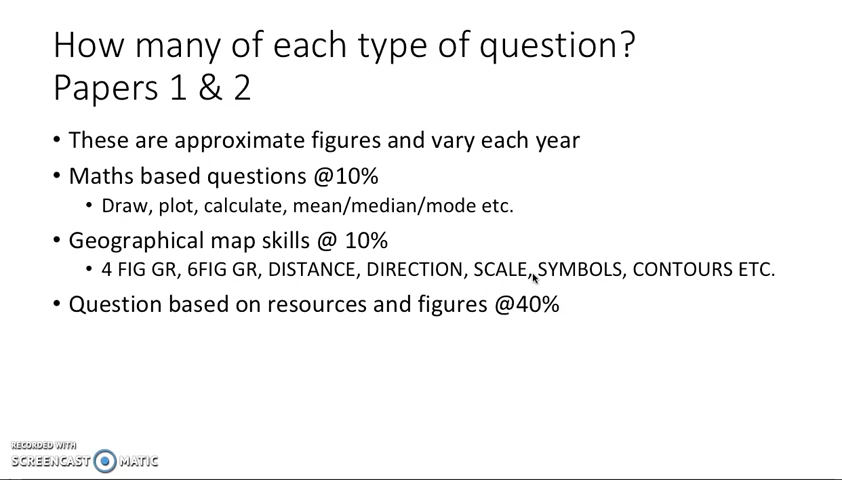 How many of each type of question?
Papers 1 & 2
• These are approximate figures and vary each year
• Maths based questions @10%
• Draw, plot, calculate, mean/median/mode etc.
• Geographical map skills @ 10%
• 4 FIG GR, 6FIG GR, DISTANCE, DIRECTION, SCALE, SYMBOLS, CONTOURS ETC.
• Question based on resources and figures @40%
RECORDED WITH
SCREENCAST MATIC